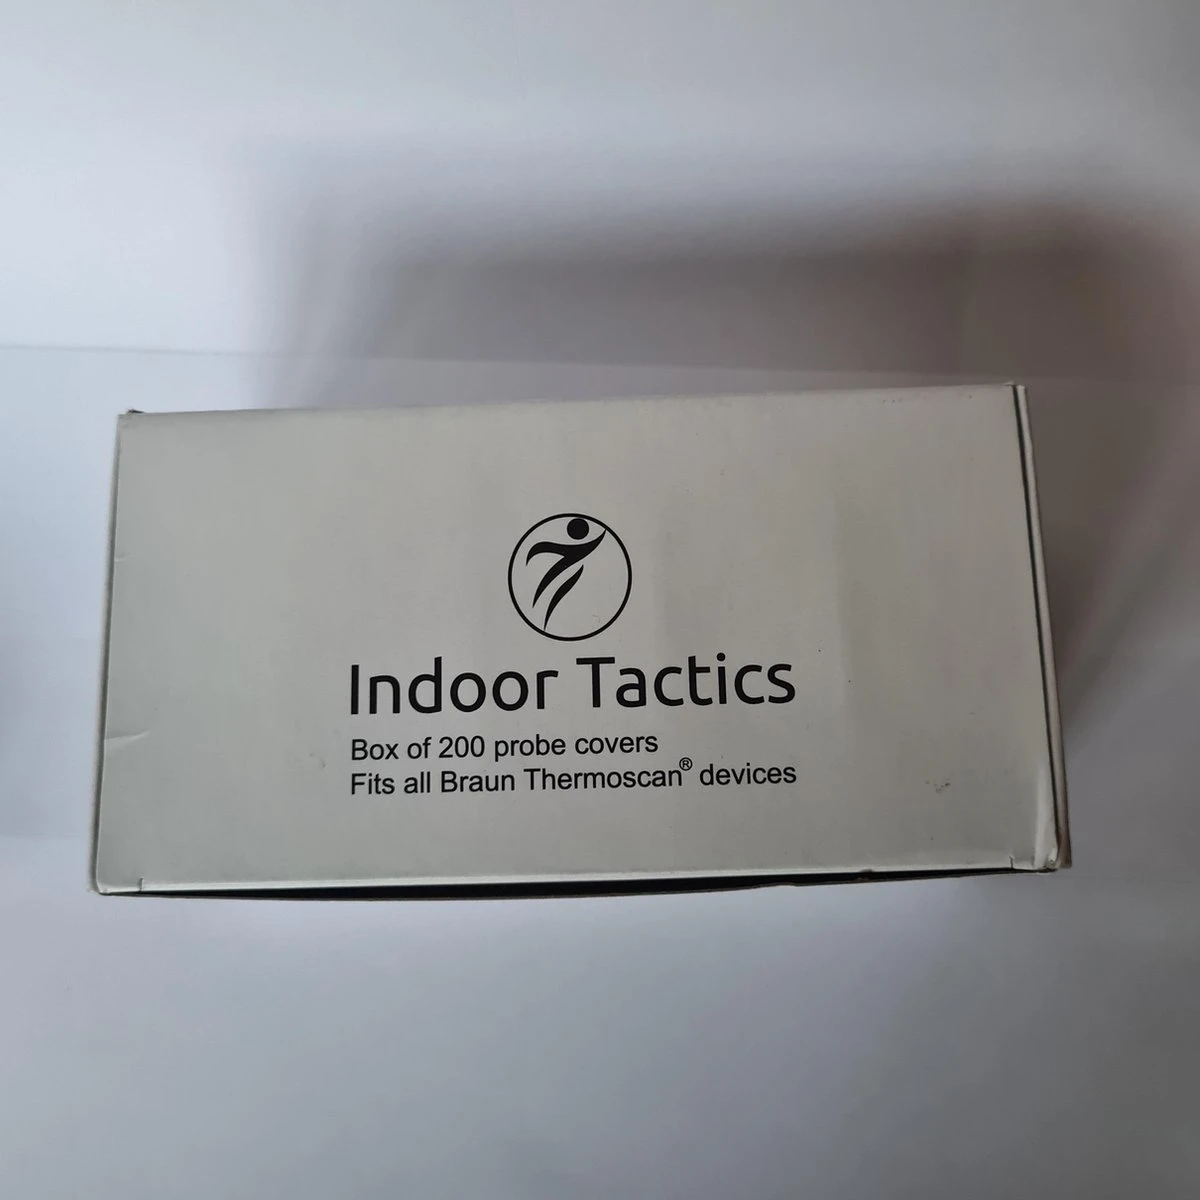 Indoor Tactics
Box of 200 probe covers
Fits all Braun Thermoscan® devices